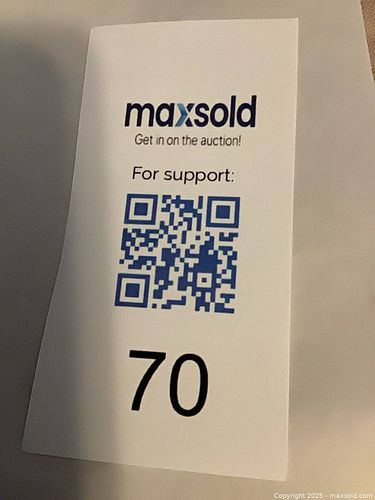 maxsold
Get in on the auction!
For support:
70
Copyright 2025 - maxsold.com